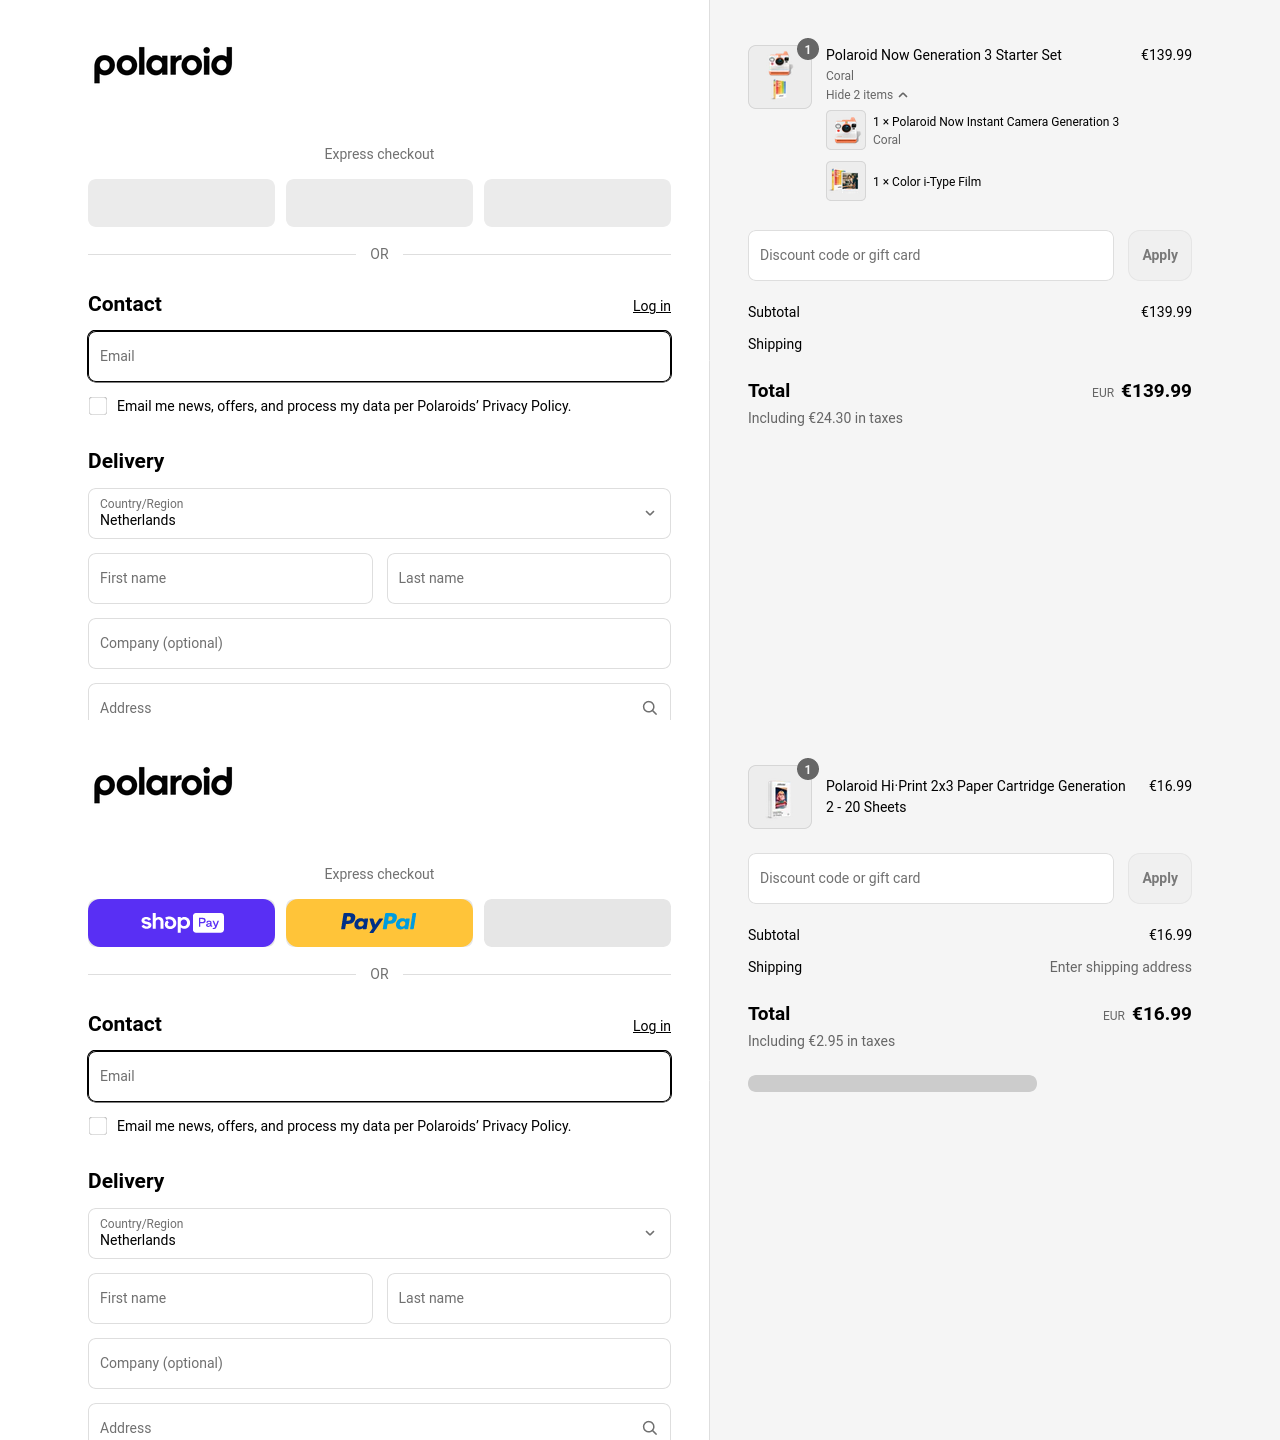 polaroid
Express checkout
OR
Contact
Log in
Email
Email me news, offers, and process my data per Polaroids’ Privacy Policy.
Delivery
Country/Region
Netherlands
First name
Last name
Company (optional)
Address
1
Polaroid Now Generation 3 Starter Set
€139.99
Coral
Hide 2 items
1 × Polaroid Now Instant Camera Generation 3
Coral
1 × Color i-Type Film
Discount code or gift card
Apply
Subtotal
€139.99
Shipping
Total
EUR €139.99
Including €24.30 in taxes
polaroid
Express checkout
shop Pay
PayPal
OR
Contact
Log in
Email
Email me news, offers, and process my data per Polaroids’ Privacy Policy.
Delivery
Country/Region
Netherlands
First name
Last name
Company (optional)
Address
1
Polaroid Hi·Print 2x3 Paper Cartridge Generation
2 - 20 Sheets
€16.99
Discount code or gift card
Apply
Subtotal
€16.99
Shipping
Enter shipping address
Total
EUR €16.99
Including €2.95 in taxes